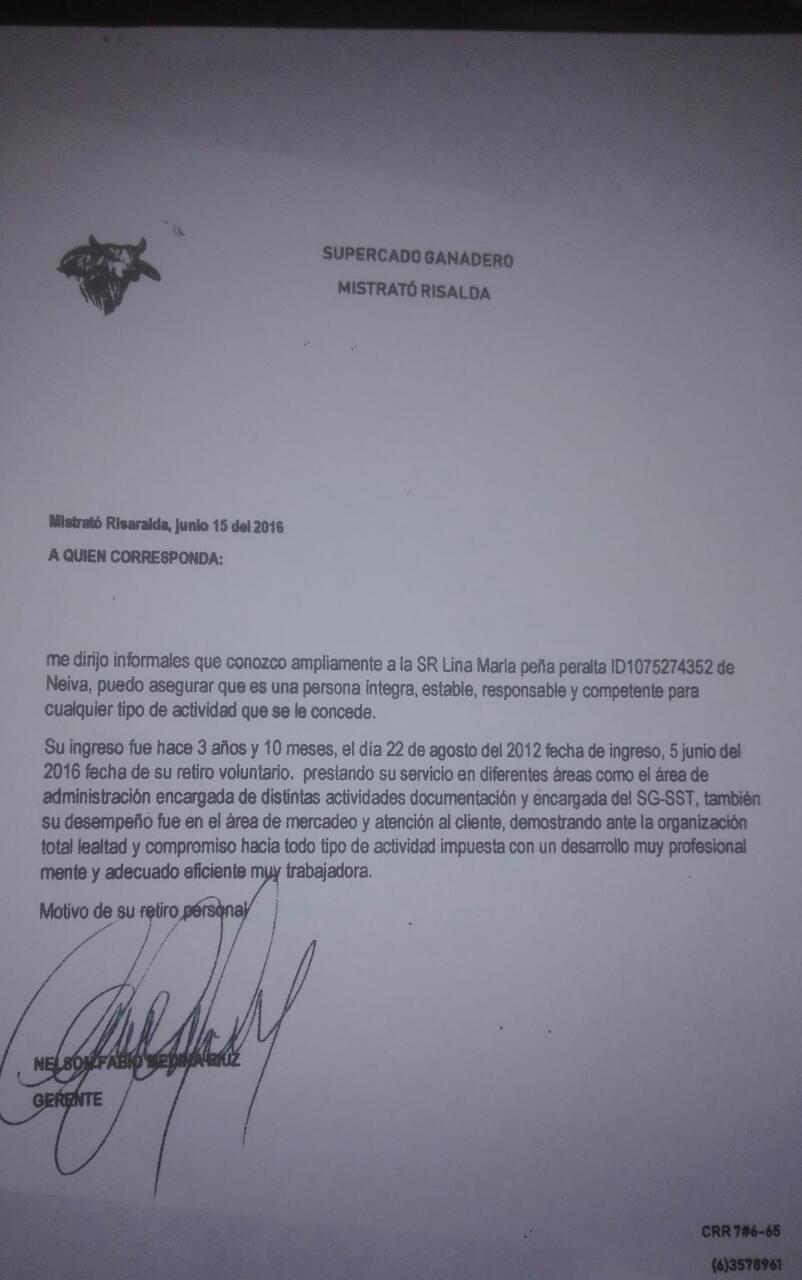 SUPERCADO GANADERO
MISTRATÓ RISALDA
Mistrató Risaralda, junio 15 del 2016
A QUIEN CORRESPONDA:
me dirijo informales que conozco ampliamente a la SR Lina María peña peralta ID1075274352 de
Neiva, puedo asegurar que es una persona integra, estable, responsable y competente para
cualquier tipo de actividad que se le concede.
Su ingreso fue hace 3 años y 10 meses, el día 22 de agosto del 2012 fecha de ingreso, 5 junio del
2016 fecha de su retiro voluntario. prestando su servicio en diferentes áreas como el área de
administración encargada de distintas actividades documentación y encargada del SG-SST, también
su desempeño fue en el área de mercadeo y atención al cliente, demostrando ante la organización
total lealtad y compromiso hacia todo tipo de actividad impuesta con un desarrollo muy profesional
mente y adecuado eficiente muy trabajadora.
Motivo de su retiro personal
NELSON FABIO MEDINA
GERENTE
CRR 7#6-65
(6)3578961